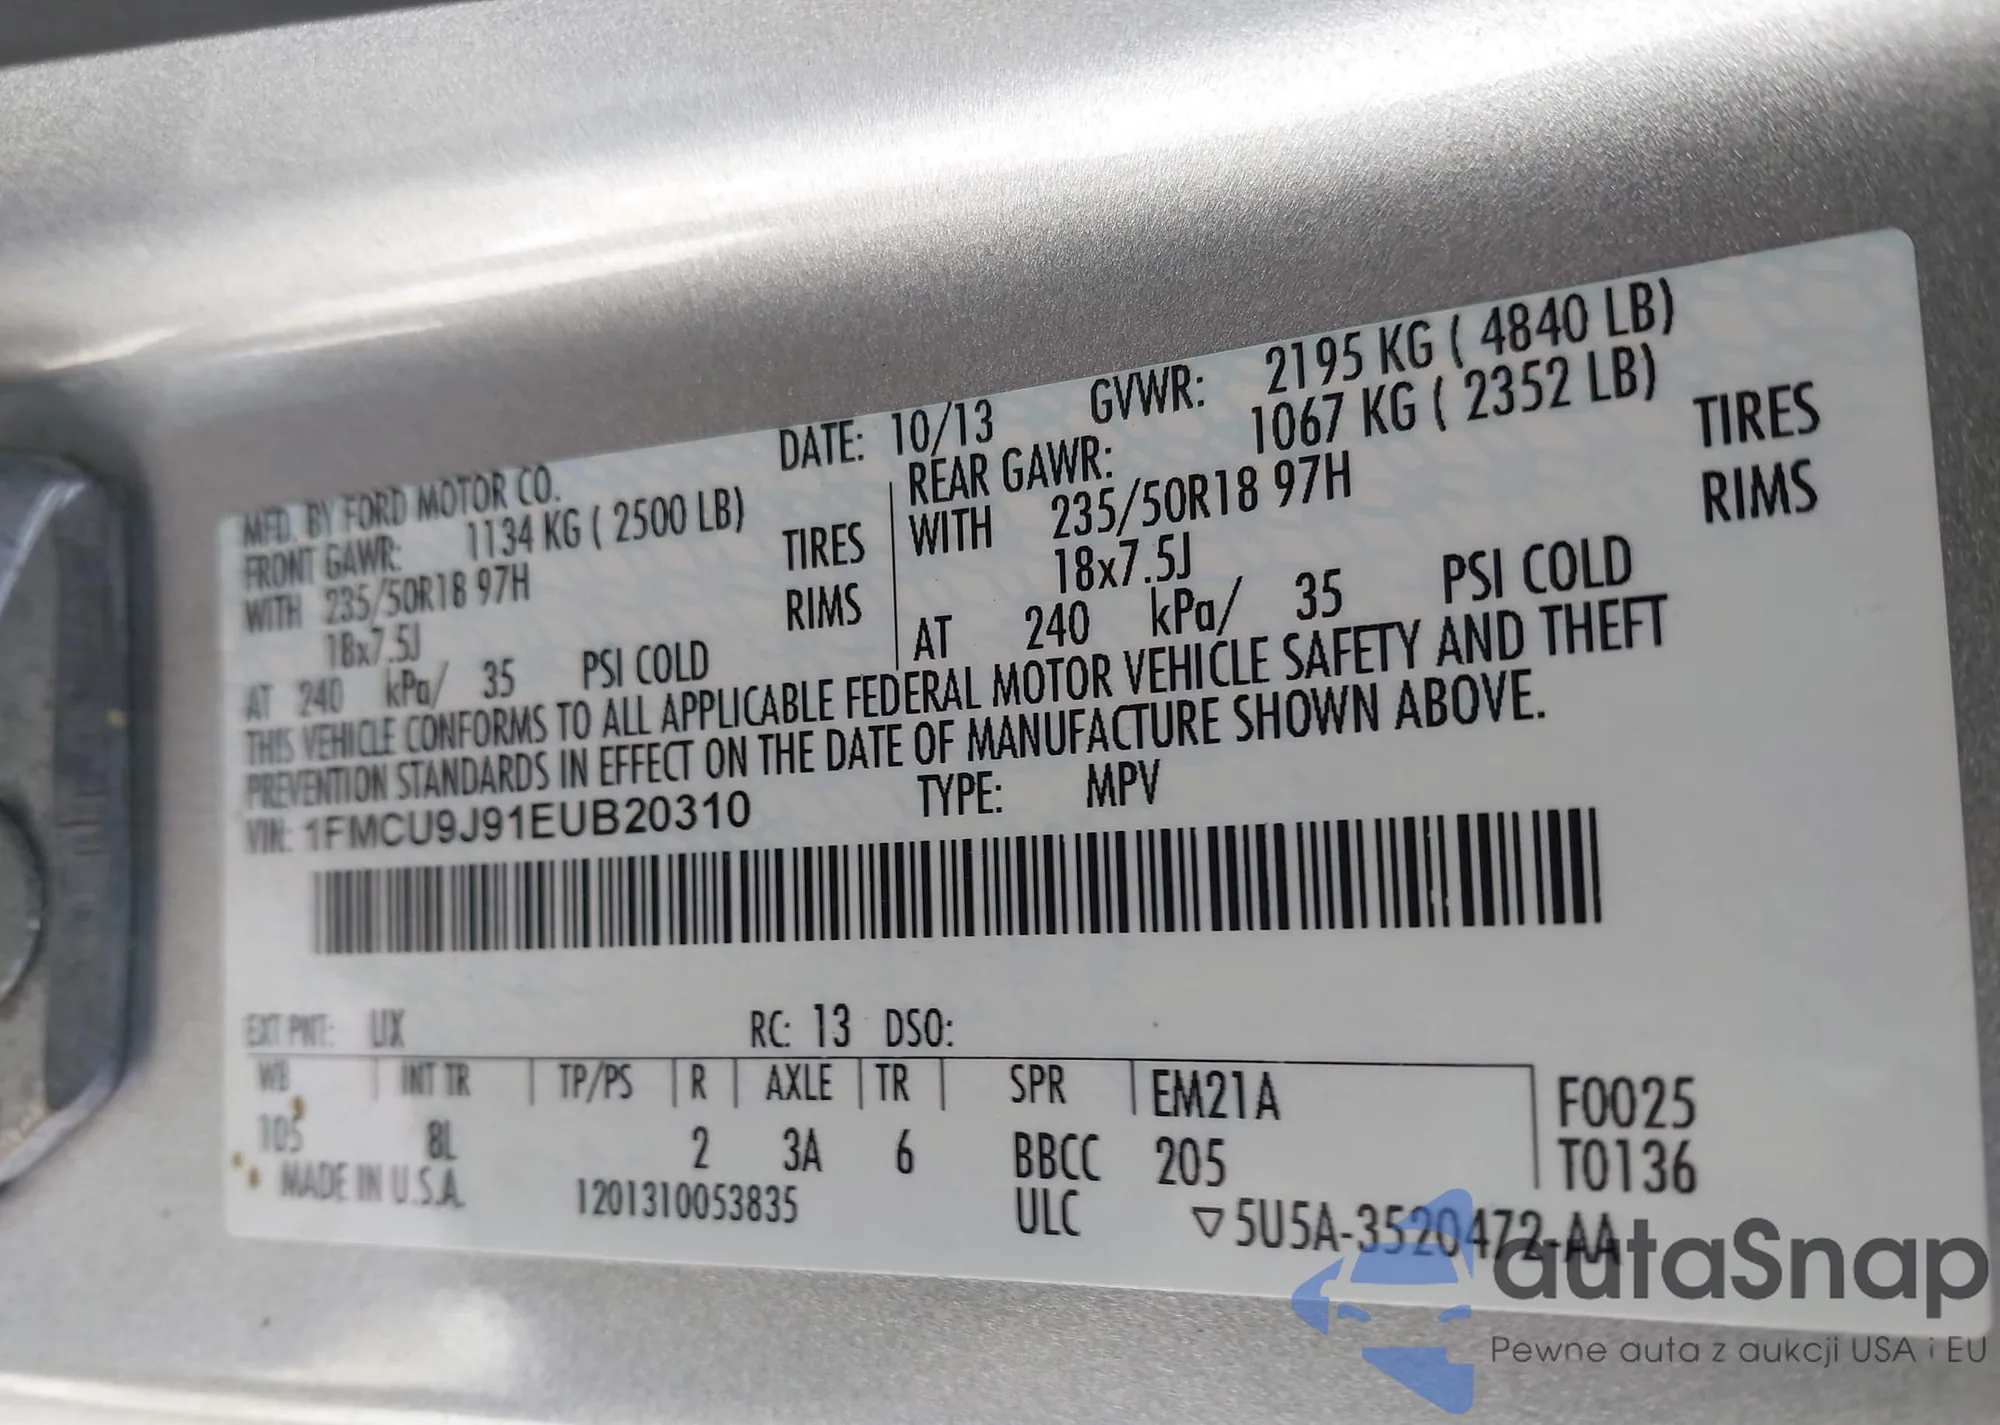 MFD. BY FORD MOTOR CO. DATE: 10/13 GVWR: 2195 KG ( 4840 LB)
FRONT GAWR: 1134 KG ( 2500 LB) REAR GAWR: 1067 KG ( 2352 LB)
WITH 235/50R18 97H TIRES WITH 235/50R18 97H TIRES
18x7.5J RIMS 18x7.5J RIMS
AT 240 kPa/ 35 PSI COLD AT 240 kPa/ 35 PSI COLD
THIS VEHICLE CONFORMS TO ALL APPLICABLE FEDERAL MOTOR VEHICLE SAFETY AND THEFT
PREVENTION STANDARDS IN EFFECT ON THE DATE OF MANUFACTURE SHOWN ABOVE.
VIN: 1FMCU9J91EUB20310 TYPE: MPV
EXT PNT: UX RC: 13 DSO:
WB INT TR TP/PS R AXLE TR SPR EM21A F0025
105 8L 2 3A 6 BBCC 205 T0136
MADE IN U.S.A. 1201310053835 ULC ▽5U5A-3520472-AA
autaSnap
Pewne auta z aukcji USA i EU